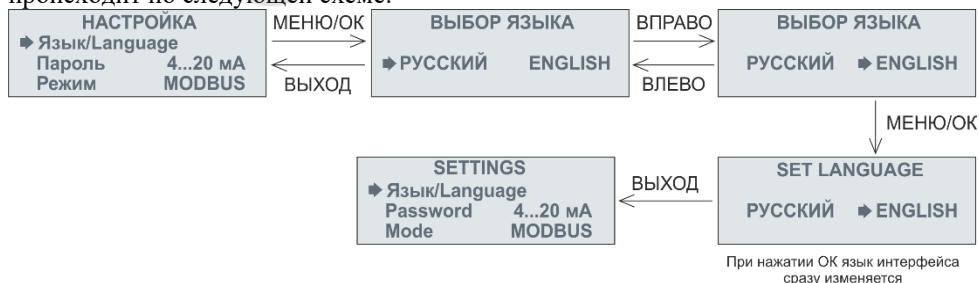 происходит по следующей схеме:
НАСТРОЙКА
Язык/Language
Пароль 4...20 мА
Режим MODBUS
МЕНЮ/ОК
ВЫХОД
ВЫБОР ЯЗЫКА
РУССКИЙ ENGLISH
ВПРАВО
ВЛЕВО
ВЫБОР ЯЗЫКА
РУССКИЙ ENGLISH
МЕНЮ/ОК
SET LANGUAGE
РУССКИЙ ENGLISH
При нажатии ОК язык интерфейса
сразу изменяется
ВЫХОД
SETTINGS
Язык/Language
Password 4...20 мА
Mode MODBUS